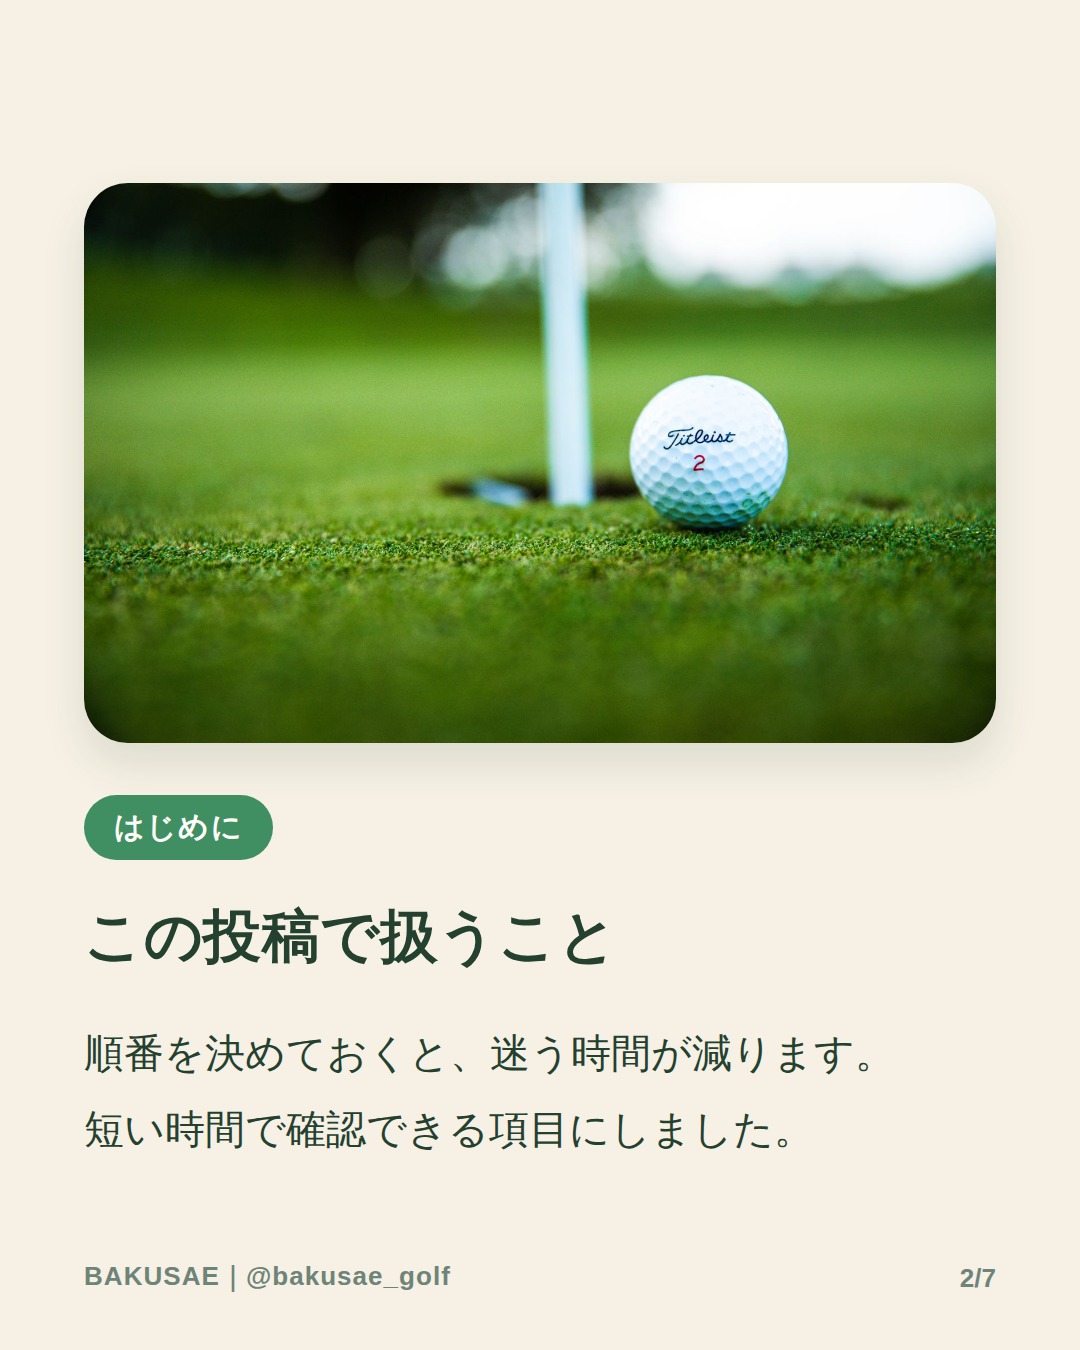 Titleist
2
はじめに
この投稿で扱うこと
順番を決めておくと、迷う時間が減ります。
短い時間で確認できる項目にしました。
BAKUSAE | @bakusae_golf
2/7